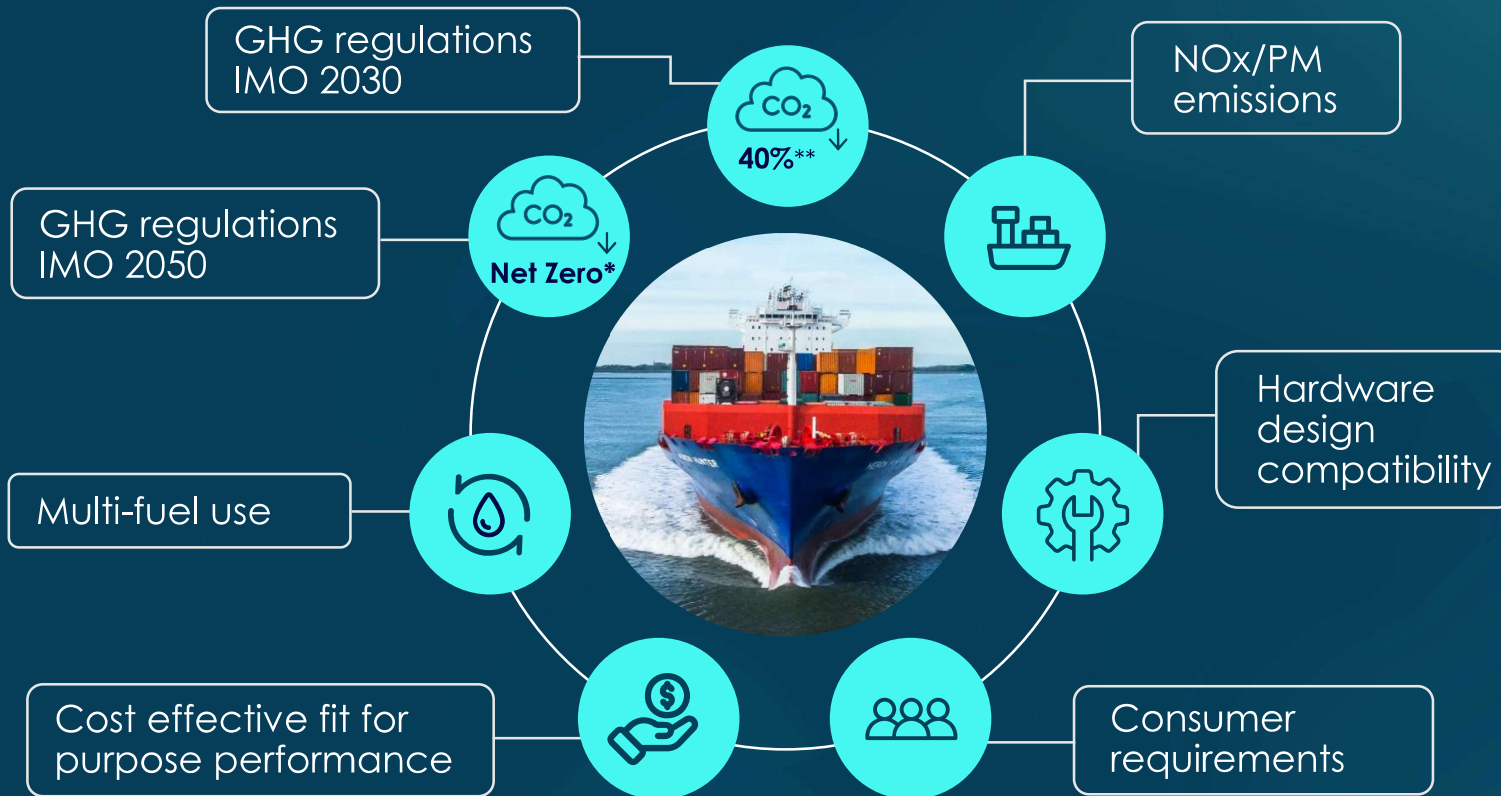 GHG regulations
IMO 2030
CO₂
40%**
NOx/PM
emissions
GHG regulations
IMO 2050
CO₂
Net Zero*
Hardware
design
compatibility
Multi-fuel use
Cost effective fit for
purpose performance
$
Consumer
requirements